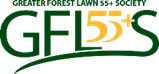 GREATER FOREST LAWN 55+ SOCIETY
GFL55+S